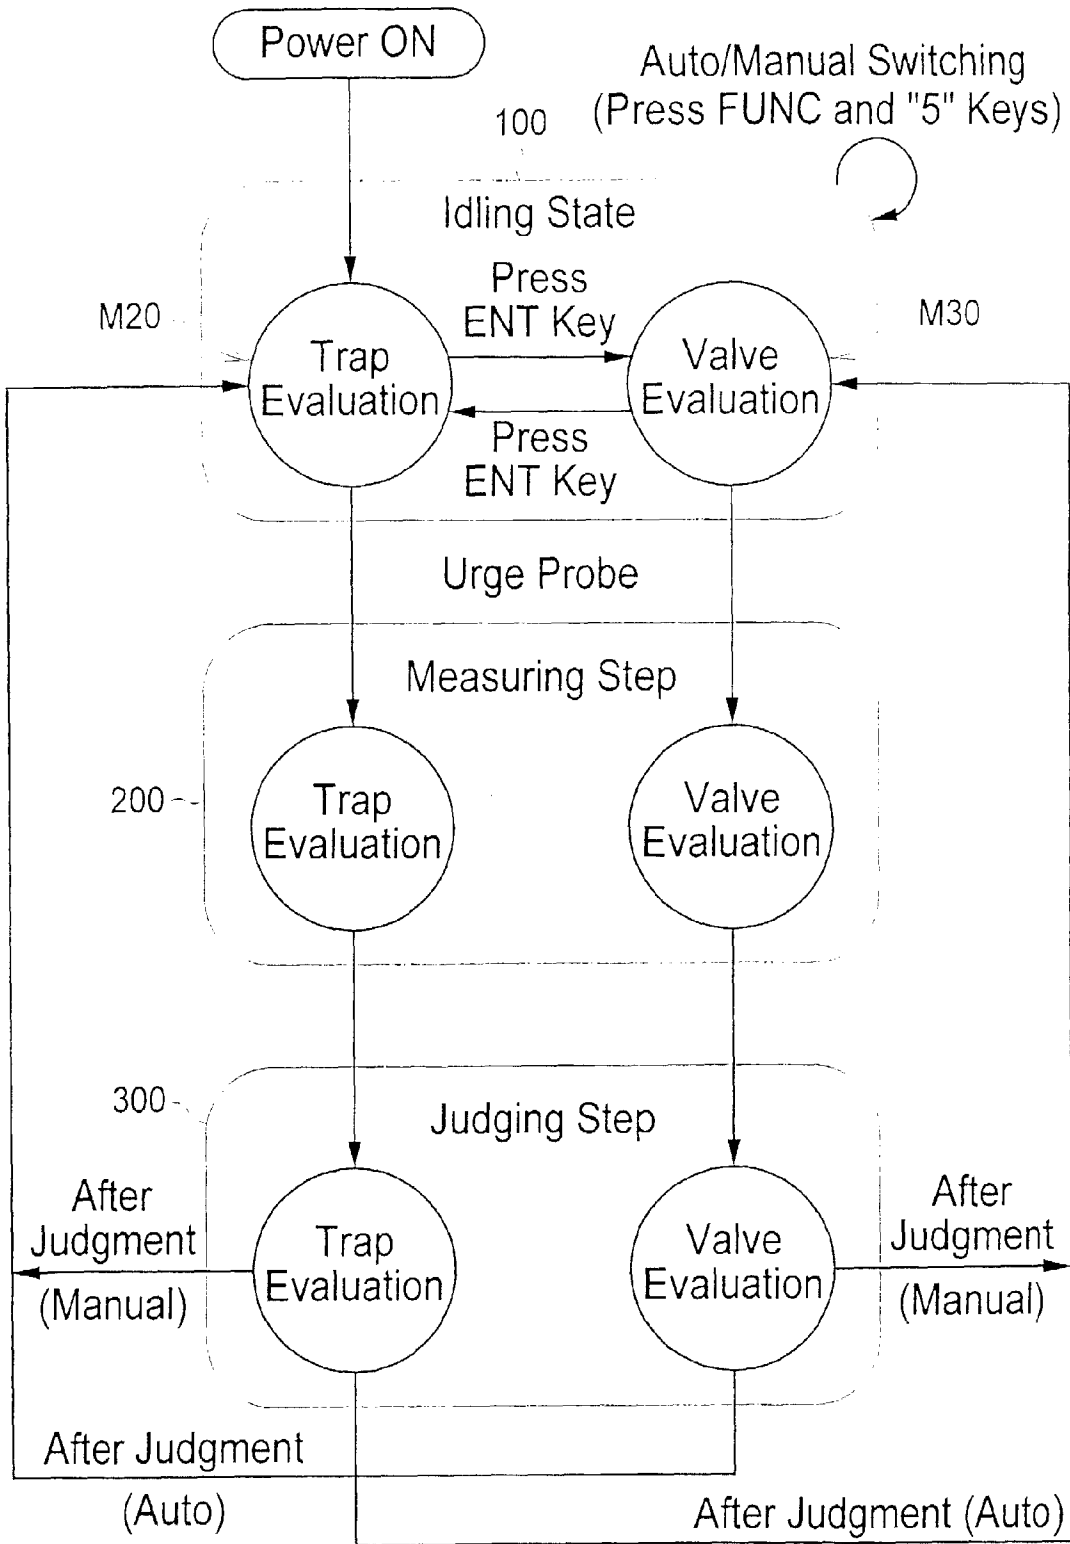 Power ON
Auto/Manual Switching
(Press FUNC and "5" Keys)
100
Idling State
M20
Press
ENT Key
M30
Trap
Evaluation
Valve
Evaluation
Press
ENT Key
Urge Probe
Measuring Step
200
Trap
Evaluation
Valve
Evaluation
300
Judging Step
After
Judgment
(Manual)
Trap
Evaluation
Valve
Evaluation
After
Judgment
(Manual)
After Judgment
(Auto)
After Judgment (Auto)